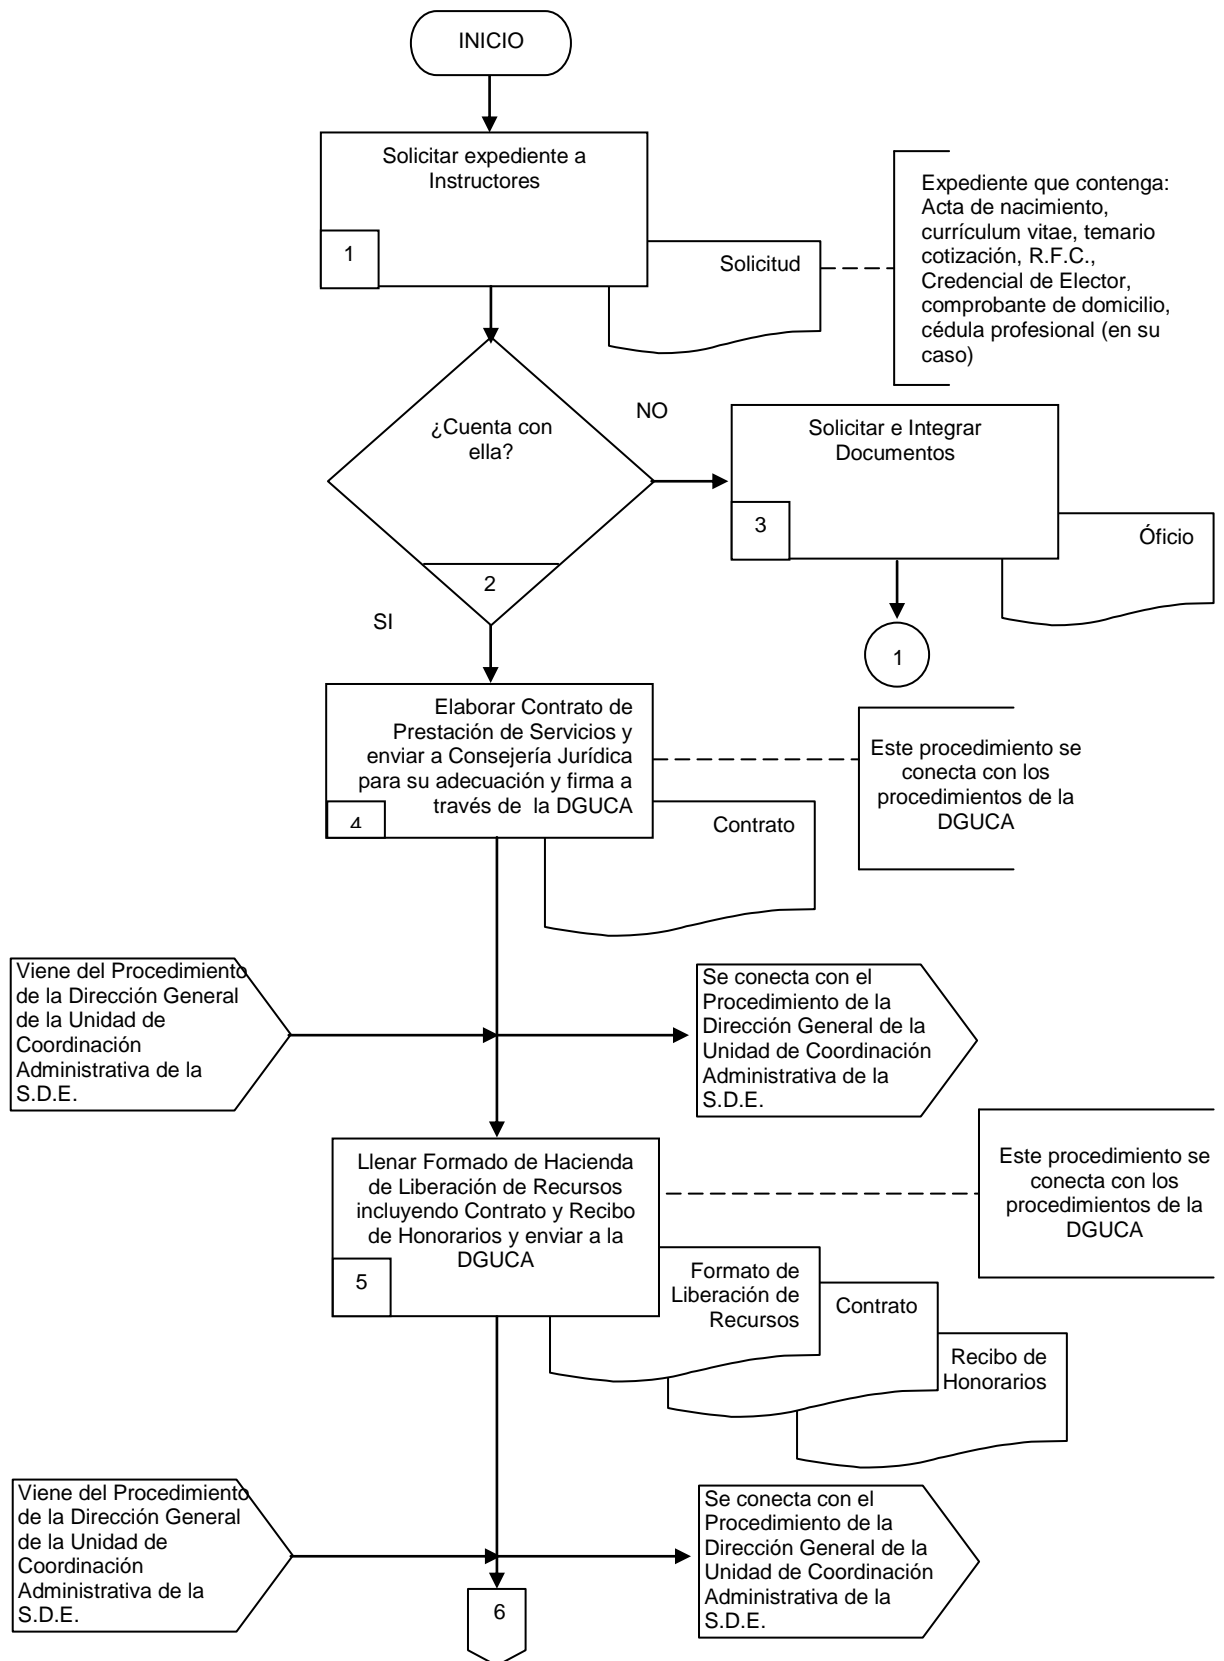 INICIO
Solicitar expediente a
Instructores
1
Solicitud
Expediente que contenga:
Acta de nacimiento,
currículum vitae, temario
cotización, R.F.C.,
Credencial de Elector,
comprobante de domicilio,
cédula profesional (en su
caso)
¿Cuenta con
ella?
2
NO
SI
Solicitar e Integrar
Documentos
3
Óficio
1
Elaborar Contrato de
Prestación de Servicios y
enviar a Consejería Jurídica
para su adecuación y firma a
través de la DGUCA
4
Contrato
Este procedimiento se
conecta con los
procedimientos de la
DGUCA
Viene del Procedimiento
de la Dirección General
de la Unidad de
Coordinación
Administrativa de la
S.D.E.
Se conecta con el
Procedimiento de la
Dirección General de la
Unidad de Coordinación
Administrativa de la
S.D.E.
Llenar Formado de Hacienda
de Liberación de Recursos
incluyendo Contrato y Recibo
de Honorarios y enviar a la
DGUCA
5
Formato de
Liberación de
Recursos
Contrato
Recibo de
Honorarios
Este procedimiento se
conecta con los
procedimientos de la
DGUCA
Viene del Procedimiento
de la Dirección General
de la Unidad de
Coordinación
Administrativa de la
S.D.E.
Se conecta con el
Procedimiento de la
Dirección General de la
Unidad de Coordinación
Administrativa de la
S.D.E.
6